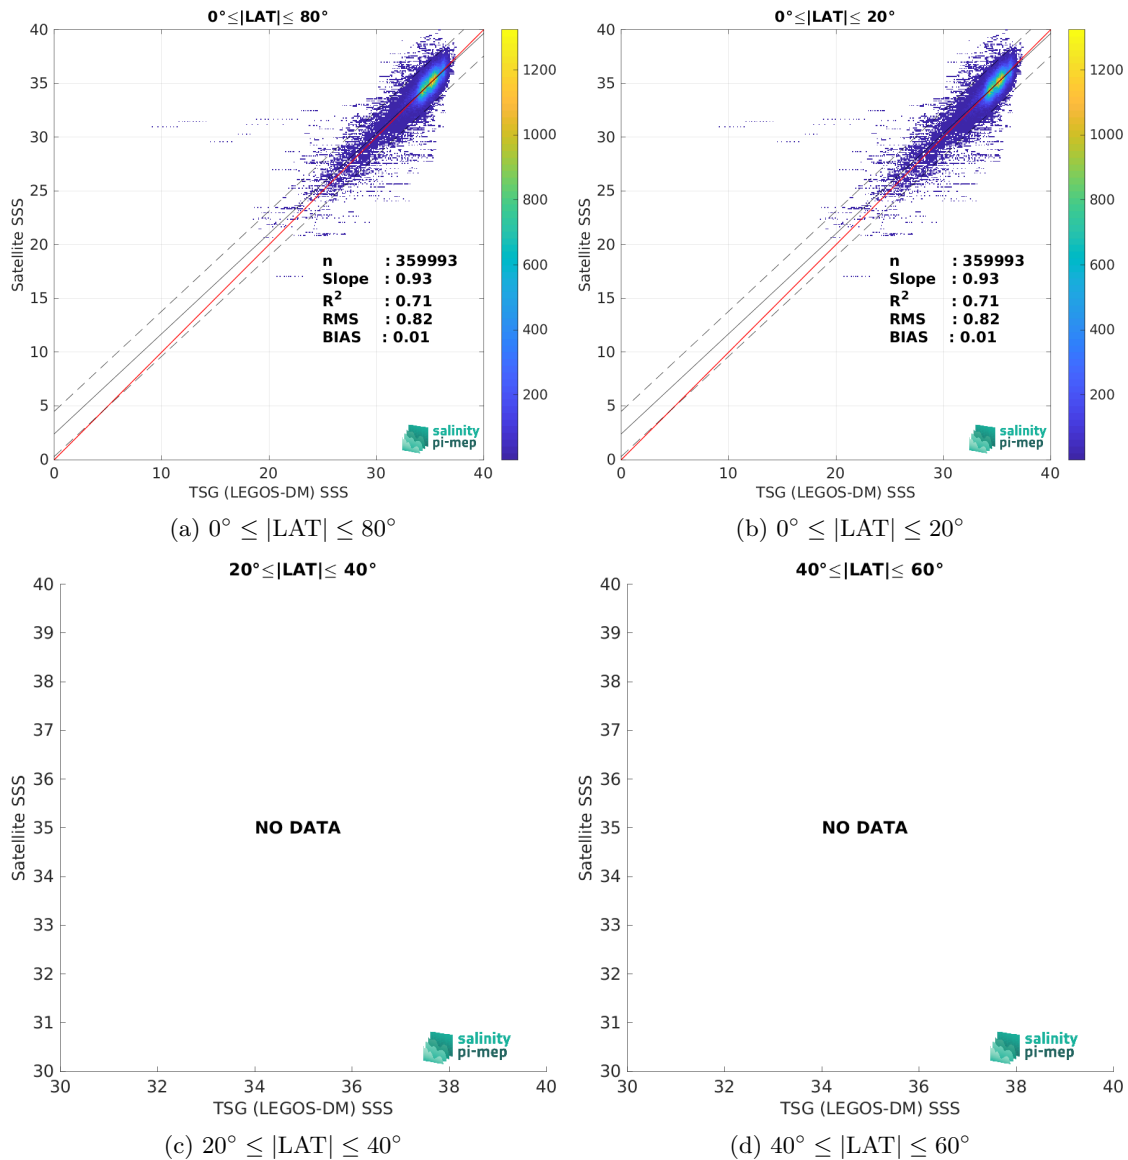 0°≤|LAT|≤ 80°
40
35
30
25
20
15
10
5
0
Satellite SSS
n : 359993
Slope : 0.93
R² : 0.71
RMS : 0.82
BIAS : 0.01
salinity
pi-mep
0 10 20 30 40
TSG (LEGOS-DM) SSS
1200
1000
800
600
400
200
(a) 0° ≤ |LAT| ≤ 80°
0°≤|LAT|≤ 20°
40
35
30
25
20
15
10
5
0
Satellite SSS
n : 359993
Slope : 0.93
R² : 0.71
RMS : 0.82
BIAS : 0.01
salinity
pi-mep
0 10 20 30 40
TSG (LEGOS-DM) SSS
1200
1000
800
600
400
200
(b) 0° ≤ |LAT| ≤ 20°
20°≤|LAT|≤ 40°
40
39
38
37
36
35
34
33
32
31
30
Satellite SSS
NO DATA
salinity
pi-mep
30 32 34 36 38 40
TSG (LEGOS-DM) SSS
(c) 20° ≤ |LAT| ≤ 40°
40°≤|LAT|≤ 60°
40
39
38
37
36
35
34
33
32
31
30
Satellite SSS
NO DATA
salinity
pi-mep
30 32 34 36 38 40
TSG (LEGOS-DM) SSS
(d) 40° ≤ |LAT| ≤ 60°